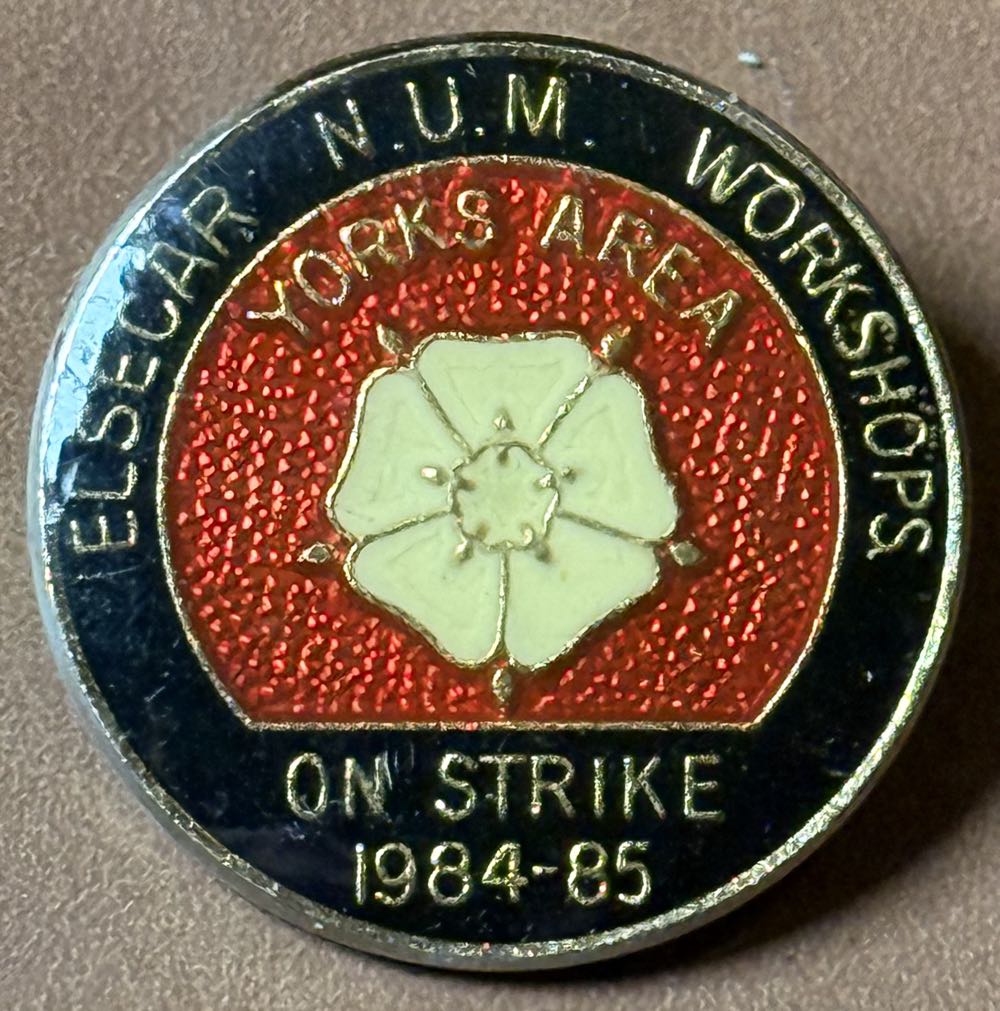 ELSECAR N.U.M. WORKSHOPS
YORKS AREA
ON STRIKE
1984-85